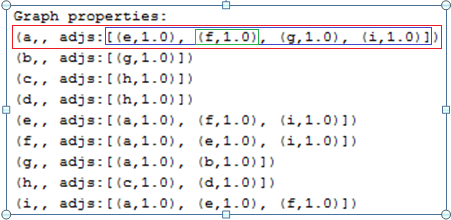 Graph properties:
(a,, adjs:[(e,1.0), (f,1.0), (g,1.0), (i,1.0)])
(b,, adjs:[(g,1.0)])
(c,, adjs:[(h,1.0)])
(d,, adjs:[(h,1.0)])
(e,, adjs:[(a,1.0), (f,1.0), (i,1.0)])
(f,, adjs:[(a,1.0), (e,1.0), (i,1.0)])
(g,, adjs:[(a,1.0), (b,1.0)])
(h,, adjs:[(c,1.0), (d,1.0)])
(i,, adjs:[(a,1.0), (e,1.0), (f,1.0)])